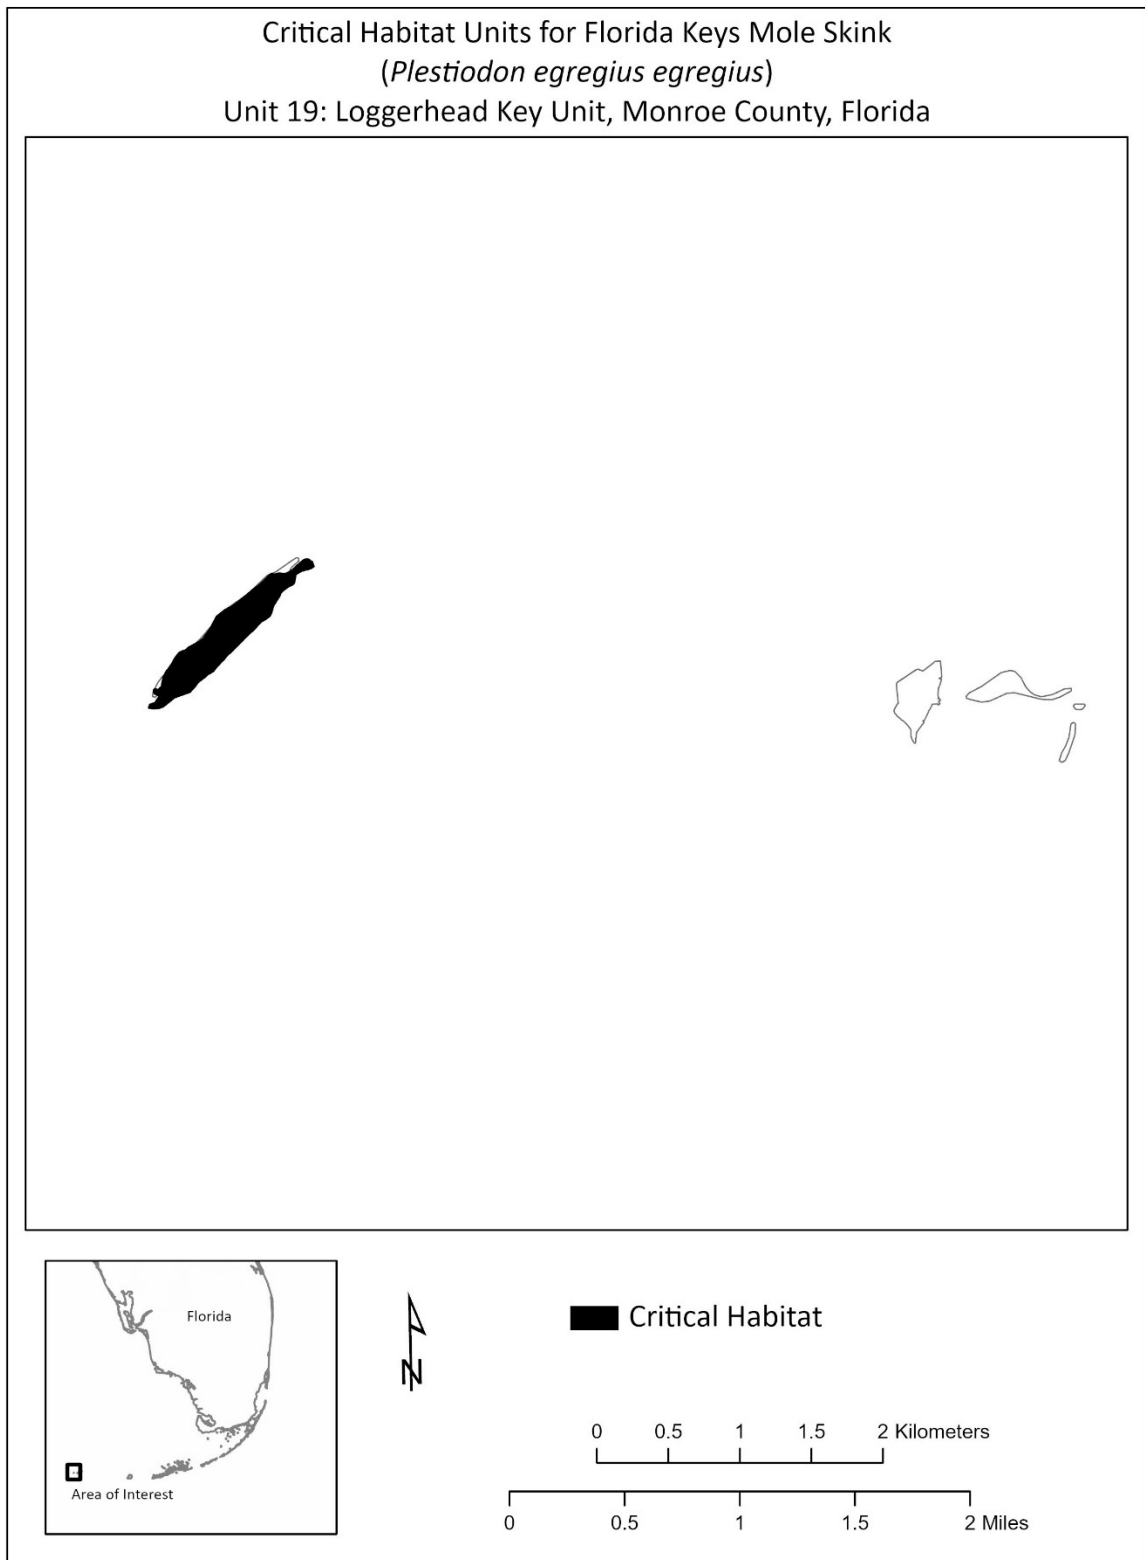 Critical Habitat Units for Florida Keys Mole Skink
(Plestiodon egregius egregius)
Unit 19: Loggerhead Key Unit, Monroe County, Florida
Florida
Area of Interest
N
Critical Habitat
0 0.5 1 1.5 2 Kilometers
0 0.5 1 1.5 2 Miles